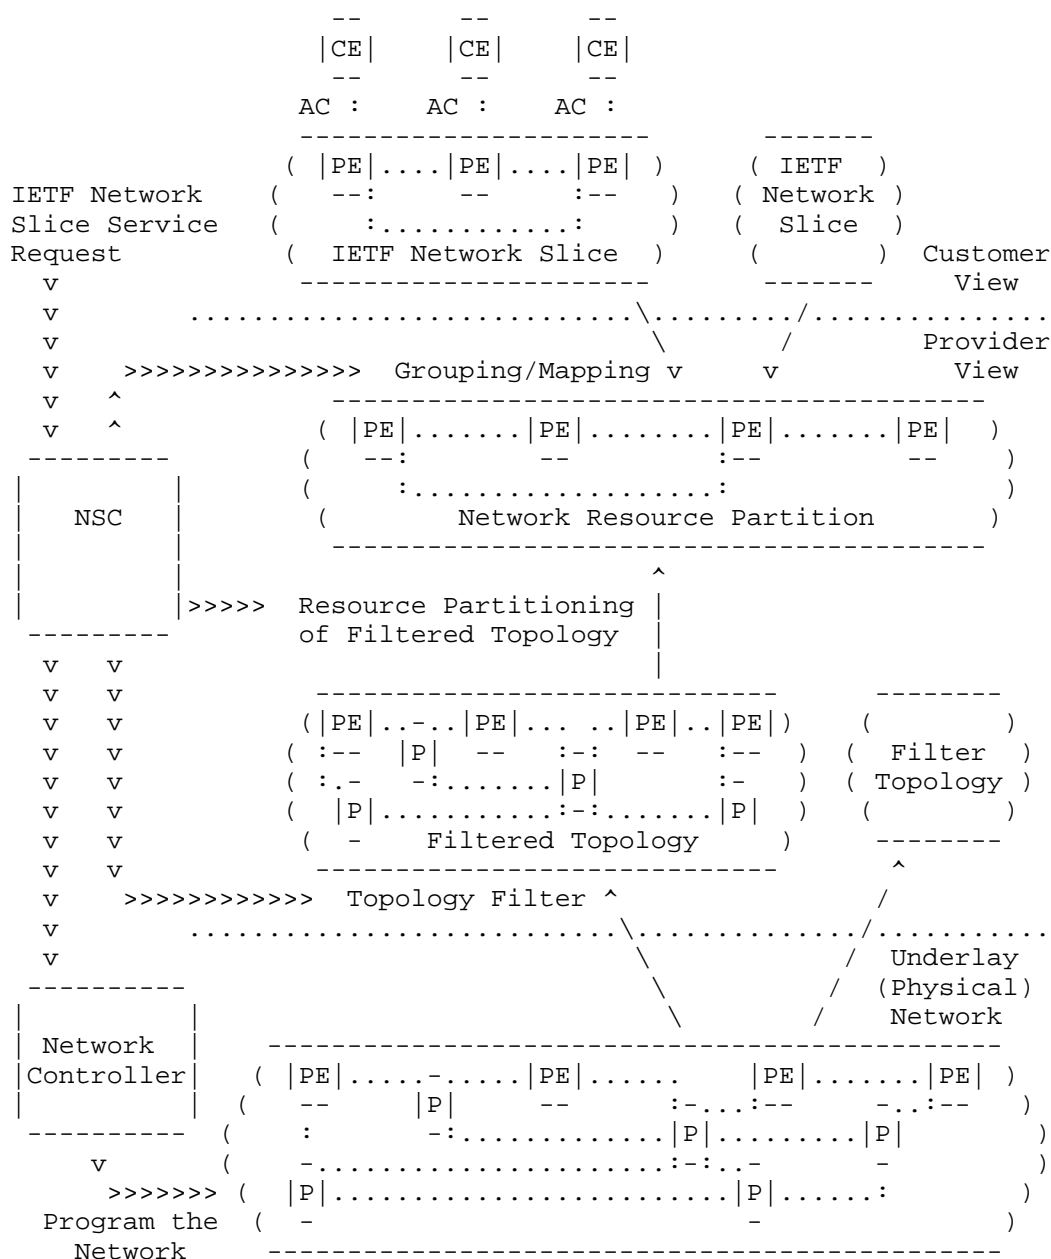 --          --          --
|CE|        |CE|        |CE|
--          --          --
AC :        AC :        AC :
----------------------          -------
( |PE|....|PE|....|PE| )     ( IETF )
IETF Network ( --: -- :-- ) ( Network )
Slice Service ( :............: ) ( Slice )
Request ( IETF Network Slice ) ( ) Customer
v ---------------------- ------- View
v ............................\........./...............
v \ / Provider
v >>>>>>>>>>>>>>> Grouping/Mapping v v View
v ^ -----------------------------------------
v ^ ( |PE|.......|PE|........|PE|.......|PE| )
--------- ( --: -- :-- -- )
| | ( :...................: )
| NSC | ( Network Resource Partition )
| | -----------------------------------------
| | ^
| |>>>>> Resource Partitioning |
--------- of Filtered Topology |
v v |
v v ----------------------------- --------
v v (|PE|..-..|PE|... ..|PE|..|PE|) ( )
v v ( :-- |P| -- :-: -- :-- ) ( Filter )
v v ( :.- -:.......|P| :- ) ( Topology )
v v ( |P|...........:-:.......|P| ) ( )
v v ( - Filtered Topology ) --------
v v ----------------------------- ^
v >>>>>>>>>>>> Topology Filter ^ /
v ...........................\............../...........
v \ / Underlay
---------- \ / (Physical)
| | \ / Network
| Network | ----------------------------------------------
|Controller| ( |PE|.....-.....|PE|...... |PE|.......|PE| )
| | ( -- |P| -- :-...:-- -..:-- )
---------- ( : -:.............|P|.........|P| )
v ( -......................:-:..- - )
>>>>>>> ( |P|.........................|P|......: )
Program the ( - - )
Network ----------------------------------------------